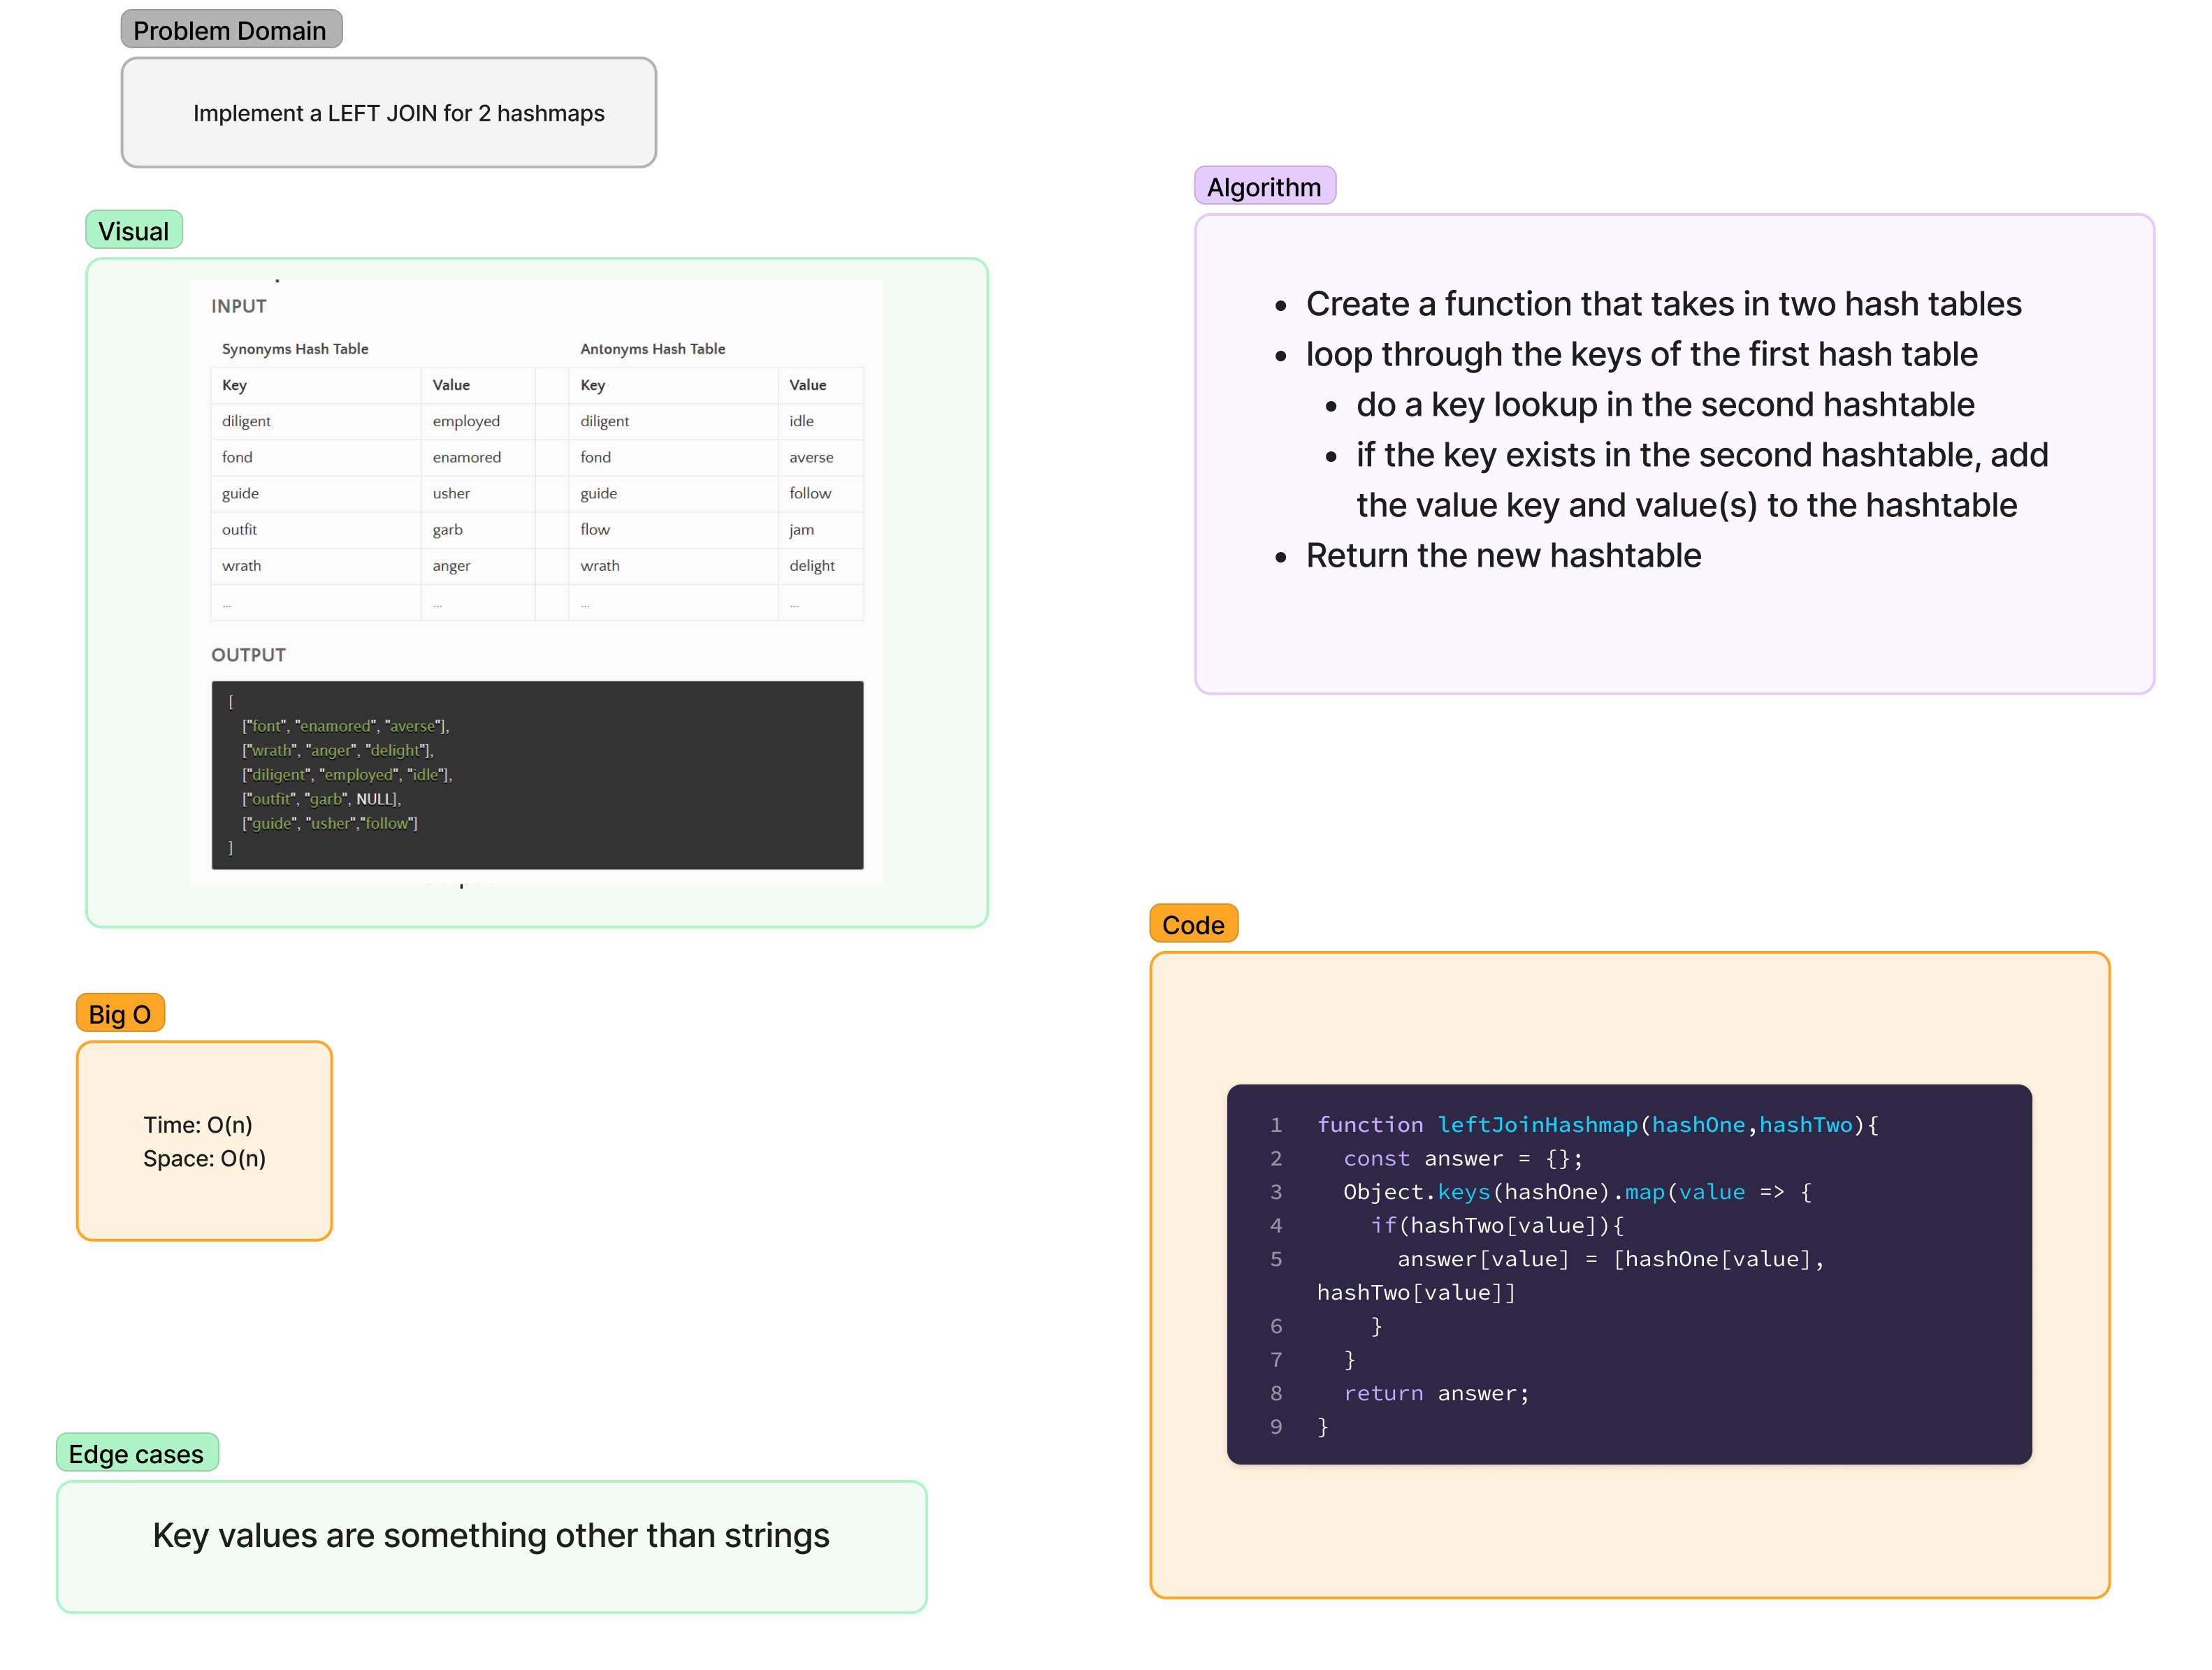 Problem Domain
Implement a LEFT JOIN for 2 hashmaps
Visual
INPUT
Synonyms Hash Table Antonyms Hash Table
Key Value Key Value
diligent employed diligent idle
fond enamored fond averse
guide usher guide follow
outfit garb flow jam
wrath anger wrath delight
... ... ... ...
OUTPUT
[
["font", "enamored", "averse"],
["wrath", "anger", "delight"],
["diligent", "employed", "idle"],
["outfit", "garb", NULL],
["guide", "usher","follow"]
]
Big O
Time: O(n)
Space: O(n)
Edge cases
Key values are something other than strings
Algorithm
• Create a function that takes in two hash tables
• loop through the keys of the first hash table
• do a key lookup in the second hashtable
• if the key exists in the second hashtable, add
the value key and value(s) to the hashtable
• Return the new hashtable
Code
1 function leftJoinHashmap(hashOne,hashTwo){
2 const answer = {};
3 Object.keys(hashOne).map(value => {
4 if(hashTwo[value]){
5 answer[value] = [hashOne[value],
hashTwo[value]]
6 }
7 }
8 return answer;
9 }